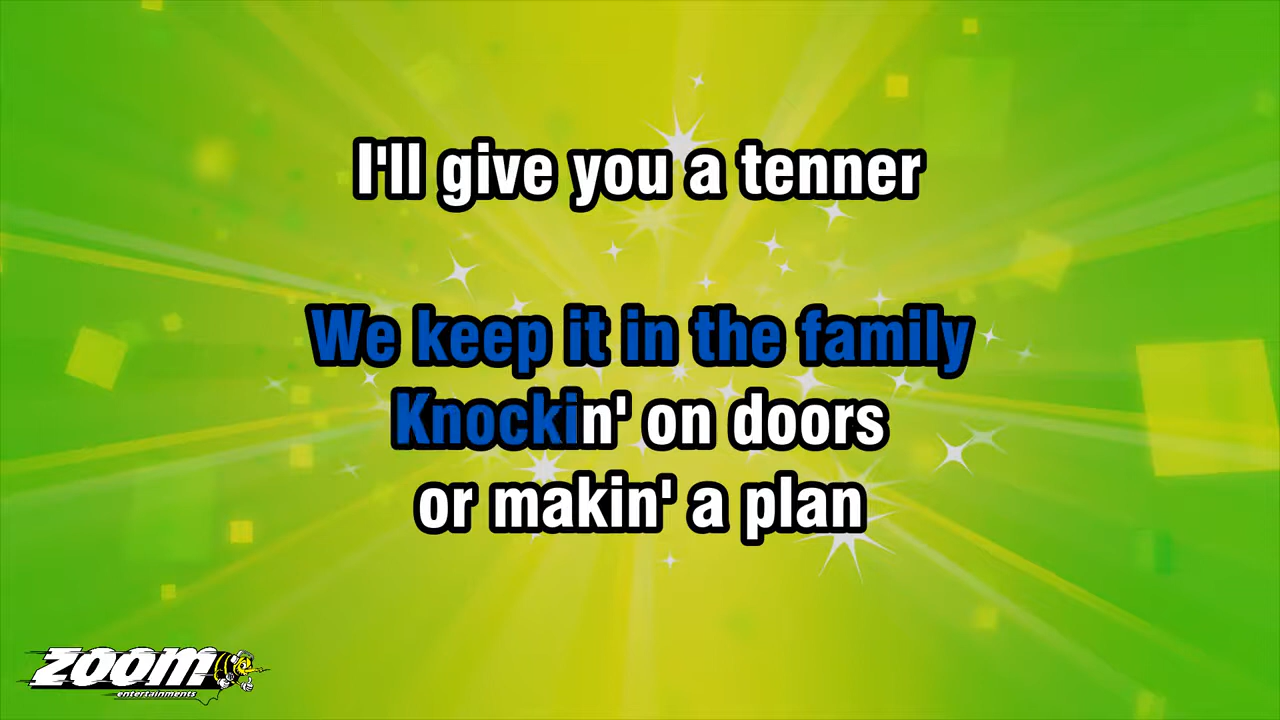 I'll give you a tenner
We keep it in the family
Knockin' on doors
or makin' a plan
ZOOM
entertainments